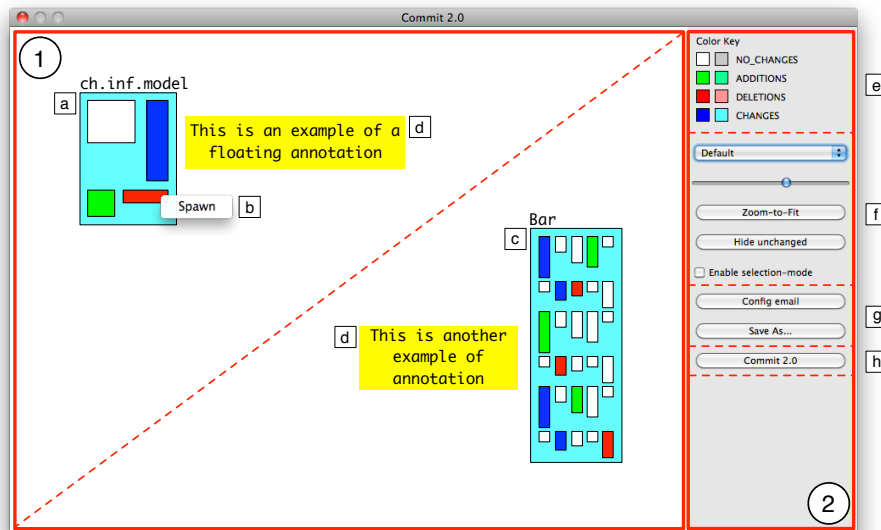 Commit 2.0
1
ch.inf.model
a
This is an example of a
floating annotation
d
Spawn
b
Bar
c
d
This is another
example of
annotation
Color Key
NO_CHANGES
ADDITIONS
DELETIONS
CHANGES
e
Default
Zoom-to-Fit
f
Hide unchanged
Enable selection-mode
Config email
g
Save As...
Commit 2.0
h
2